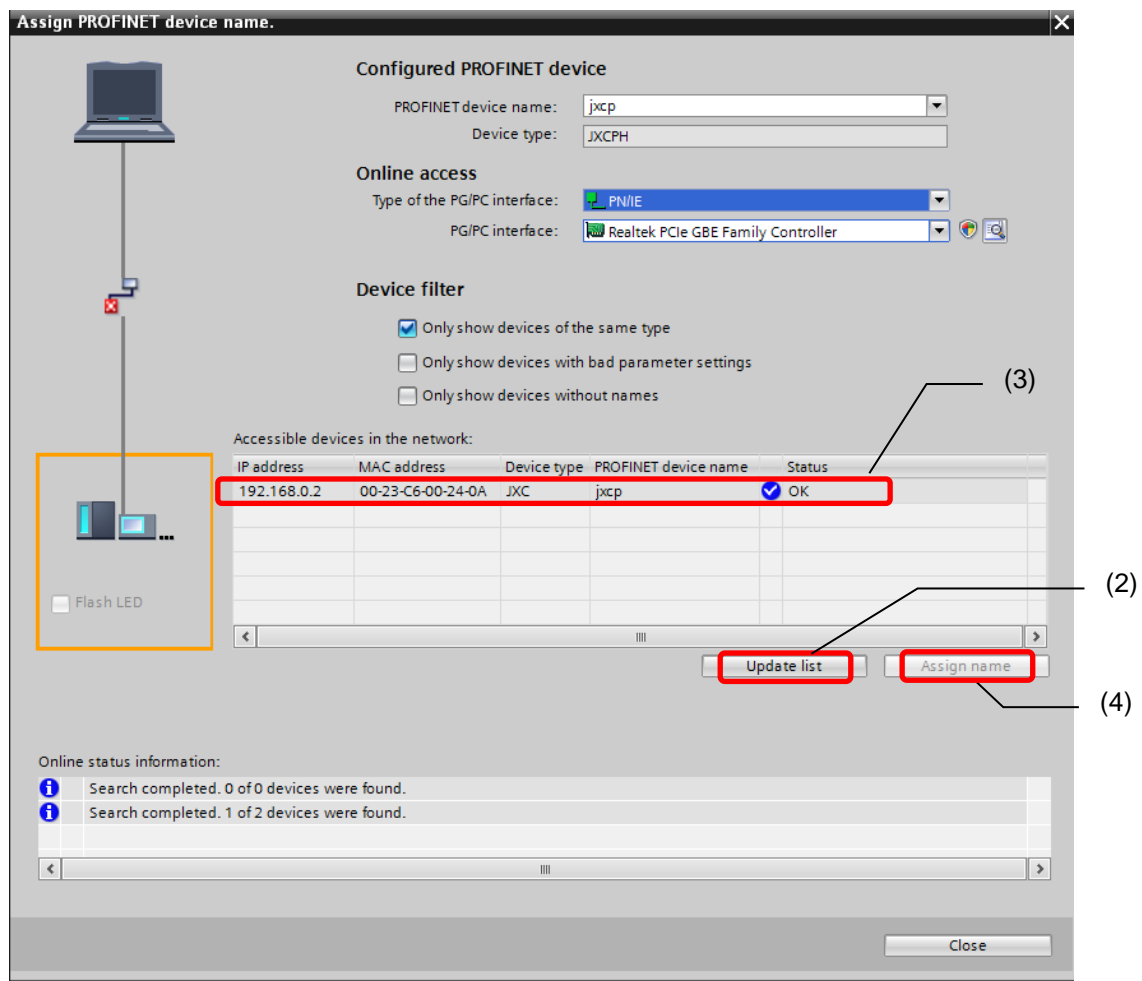 Assign PROFINET device name.
Configured PROFINET device
PROFINET device name: jxcp
Device type: JXCPH
Online access
Type of the PG/PC interface: PN/IE
PG/PC interface: Realtek PCIe GBE Family Controller
Device filter
Only show devices of the same type
Only show devices with bad parameter settings
Only show devices without names
(3)
Accessible devices in the network:
IP address MAC address Device type PROFINET device name Status
192.168.0.2 00-23-C6-00-24-0A JXC jxcp OK
...
(2)
Flash LED
Update list Assign name
(4)
Online status information:
Search completed. 0 of 0 devices were found.
Search completed. 1 of 2 devices were found.
Close